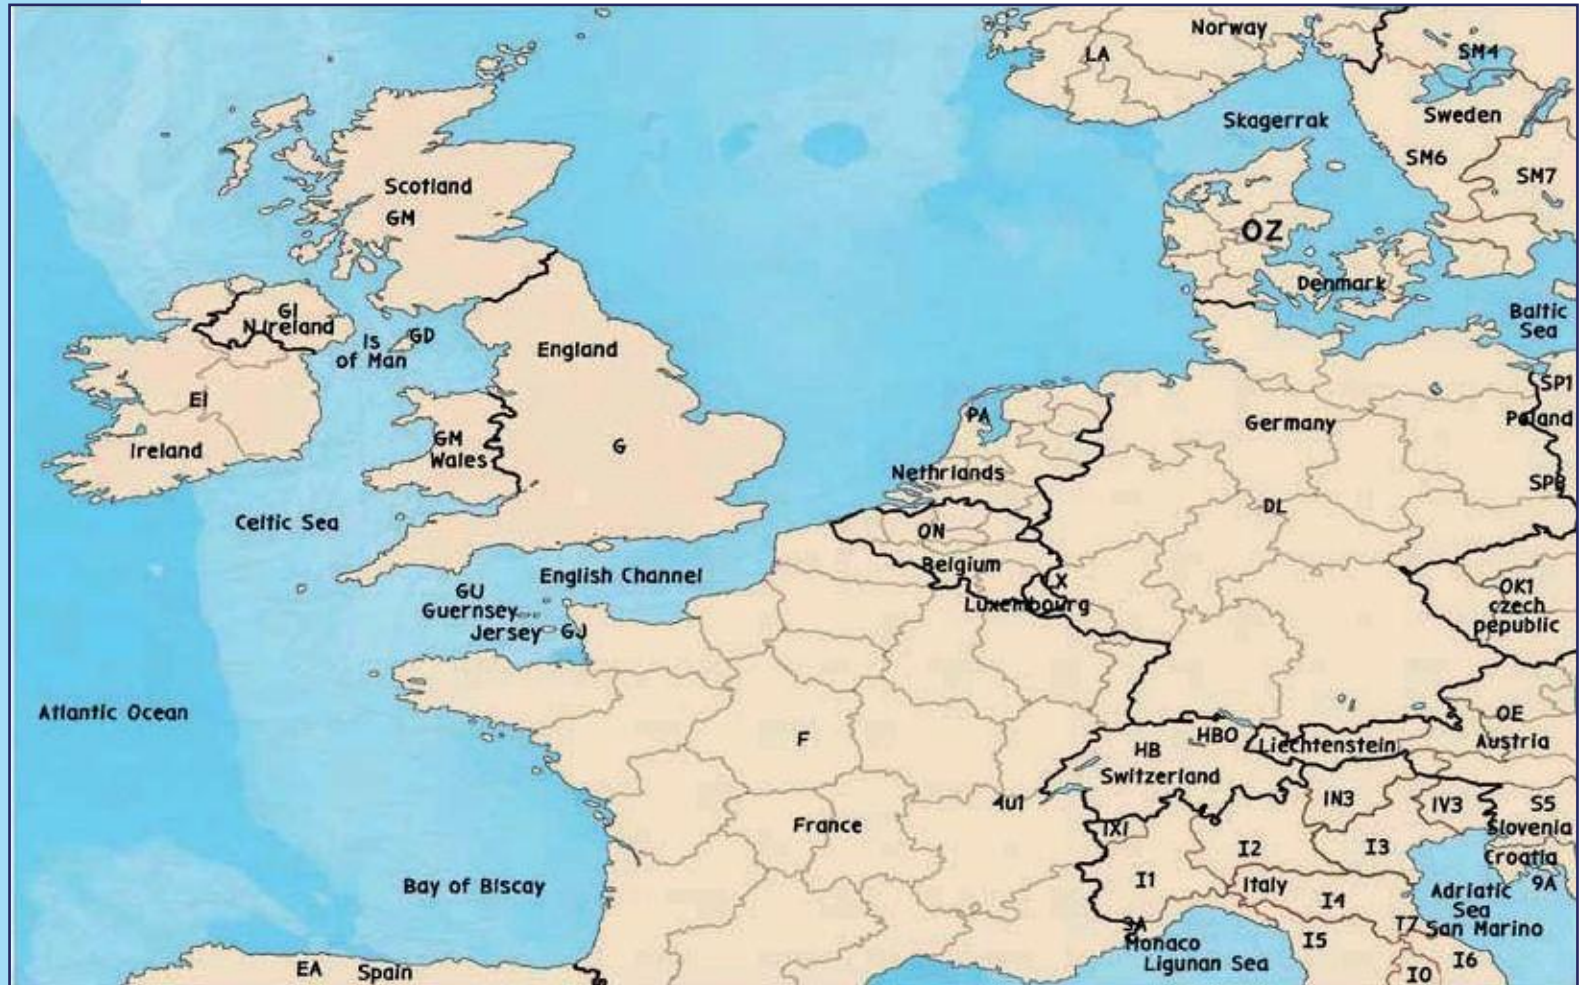 Norway
LA
SM4
Skagerrak
Sweden
SM6
SM7
Scotland
GM
OZ
Denmark
Baltic
Sea
GI
N Ireland
Is
of Man
GD
England
EI
Ireland
GM
Wales
G
PA
Nethrlands
Germany
SP1
Poland
DL
Celtic Sea
ON
Belgium
LX
Luxembourg
English Channel
GU
Guernsey
Jersey
GJ
OK1
czech
pepublic
Atlantic Ocean
F
HB
HBO
Liechtenstein
OE
Austria
Switzerland
4u1
France
IN3
IV3
S5
Slovenia
IX1
I2
I3
Croatia
9A
I1
Italy
I4
Adriatic
Sea
Bay of Biscay
3A
Monaco
T7
San Marino
I5
Ligunan Sea
I6
I0
EA
Spain